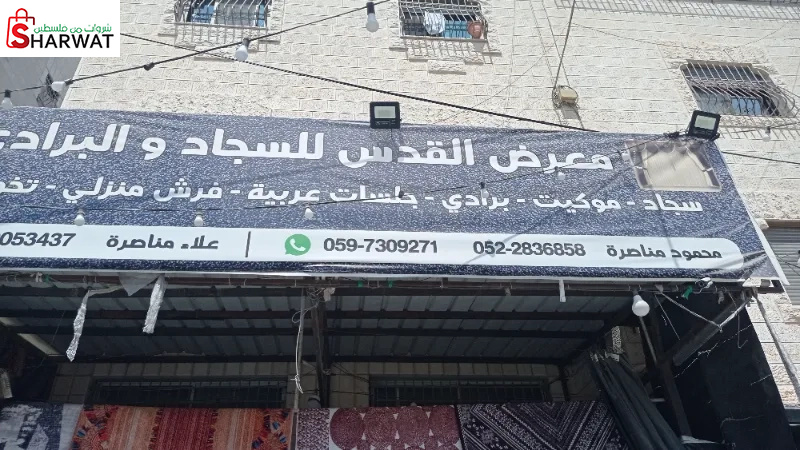 شروات من فلسطين
SHARWAT
معرض القدس للسجاد و البرادي
سجاد - موكيت - برادي - جلسات عربية - فرش منزلي -
محمود مناصرة 052-2836858 059-7309271 | علاء مناصرة 053437